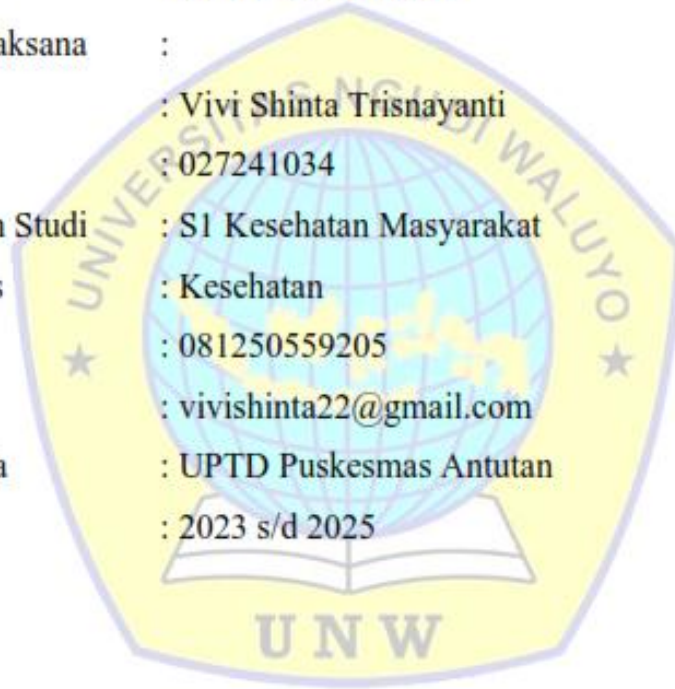 aksana :
: Vivi Shinta Trisnayanti
: 027241034
n Studi : S1 Kesehatan Masyarakat
s : Kesehatan
: 081250559205
: vivishinta22@gmail.com
a : UPTD Puskesmas Antutan
: 2023 s/d 2025
UNIVERSITAS NGUDI WALUYO
UNW